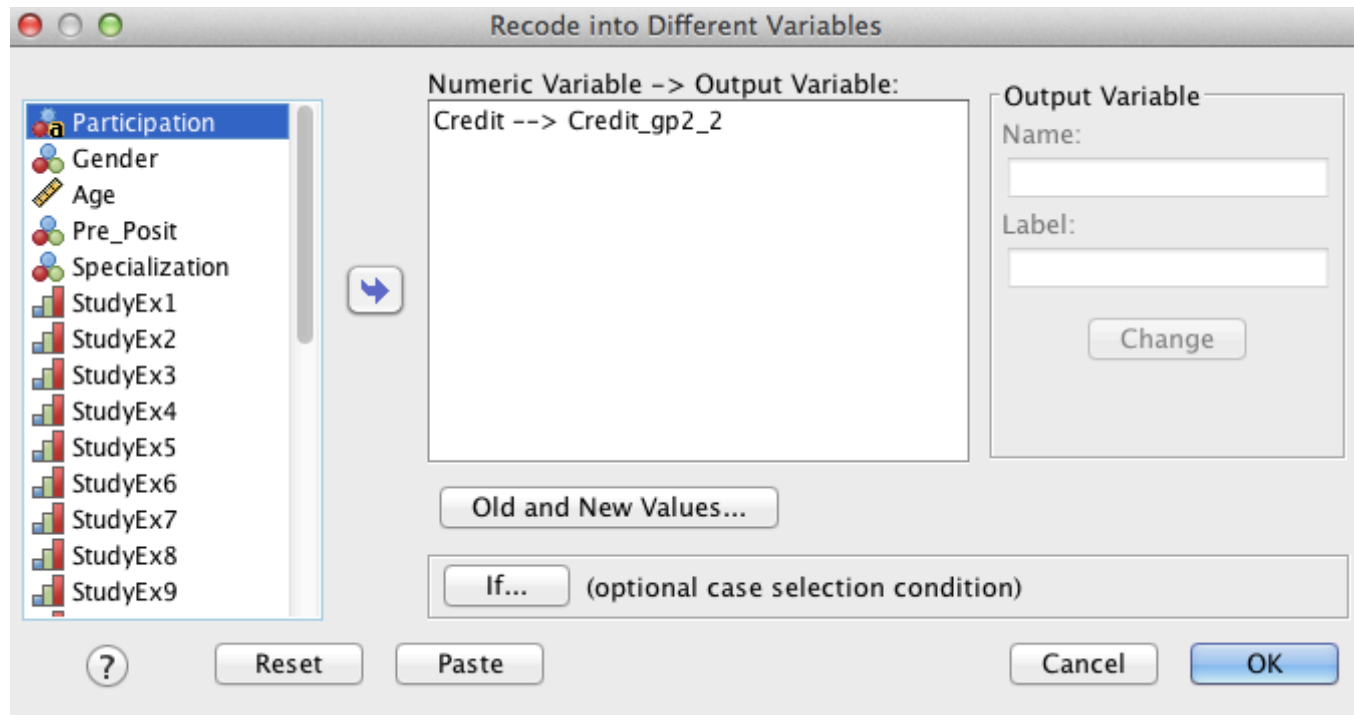 Recode into Different Variables
Numeric Variable -> Output Variable:
Credit --> Credit_gp2_2
Participation
Gender
Age
Pre_Posit
Specialization
StudyEx1
StudyEx2
StudyEx3
StudyEx4
StudyEx5
StudyEx6
StudyEx7
StudyEx8
StudyEx9
Output Variable
Name:
Label:
Change
Old and New Values...
If... (optional case selection condition)
? Reset Paste Cancel OK